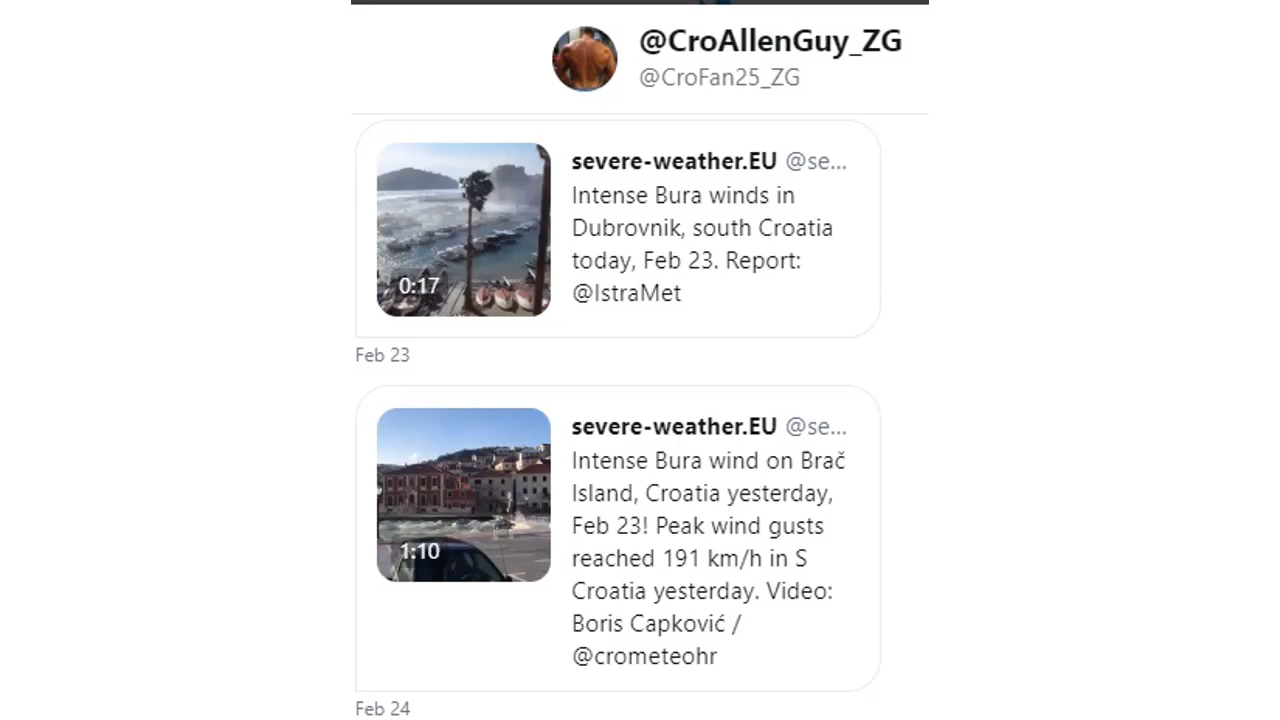 @CroAllenGuy_ZG
@CroFan25_ZG
severe-weather.EU @se...
Intense Bura winds in
Dubrovnik, south Croatia
today, Feb 23. Report:
@IstraMet
0:17
Feb 23
severe-weather.EU @se...
Intense Bura wind on Brač
Island, Croatia yesterday,
Feb 23! Peak wind gusts
reached 191 km/h in S
Croatia yesterday. Video:
Boris Capković /
@crometeohr
1:10
Feb 24